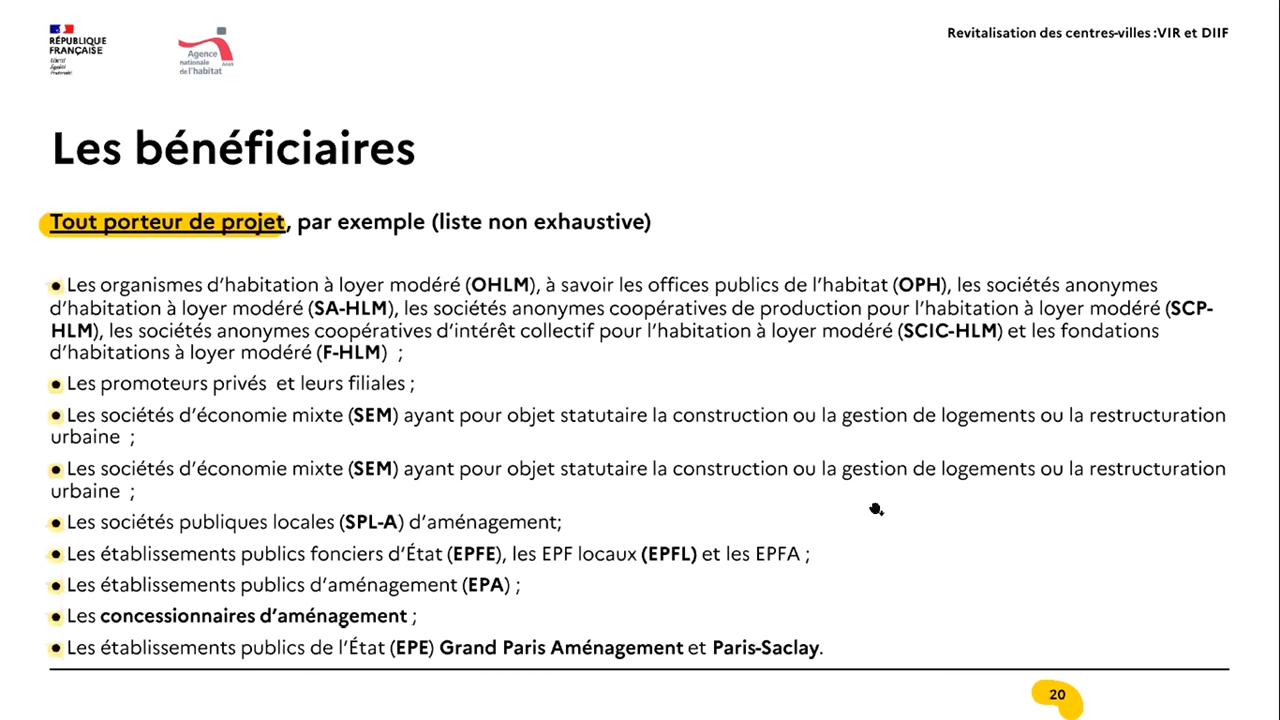 RÉPUBLIQUE
FRANÇAISE
Liberté
Égalité
Fraternité
Agence
nationale
de l'habitat
Anah
Revitalisation des centres-villes :VIR et DIIF
Les bénéficiaires
Tout porteur de projet, par exemple (liste non exhaustive)
● Les organismes d'habitation à loyer modéré (OHLM), à savoir les offices publics de l'habitat (OPH), les sociétés anonymes
d'habitation à loyer modéré (SA-HLM), les sociétés anonymes coopératives de production pour l'habitation à loyer modéré (SCP-
HLM), les sociétés anonymes coopératives d'intérêt collectif pour l'habitation à loyer modéré (SCIC-HLM) et les fondations
d'habitations à loyer modéré (F-HLM) ;
● Les promoteurs privés et leurs filiales ;
● Les sociétés d'économie mixte (SEM) ayant pour objet statutaire la construction ou la gestion de logements ou la restructuration
urbaine ;
● Les sociétés d'économie mixte (SEM) ayant pour objet statutaire la construction ou la gestion de logements ou la restructuration
urbaine ;
● Les sociétés publiques locales (SPL-A) d'aménagement;
● Les établissements publics fonciers d'État (EPFE), les EPF locaux (EPFL) et les EPFA ;
● Les établissements publics d'aménagement (EPA) ;
● Les concessionnaires d'aménagement ;
● Les établissements publics de l'État (EPE) Grand Paris Aménagement et Paris-Saclay.
20